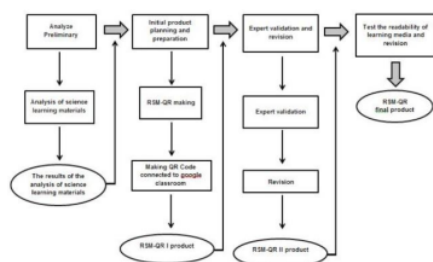 Analyze
Preliminary
Initial product
planning and
preparation
Expert validation and
revision
Test the readability of
learning media and
revision
Analysis of science
learning materials
RSM-QR making
Expert validation
RSM-QR
final product
The results of the
analysis of science
learning materials
Making QR Code
connected to google
classroom
Revision
RSM-QR I product
RSM-QR II product